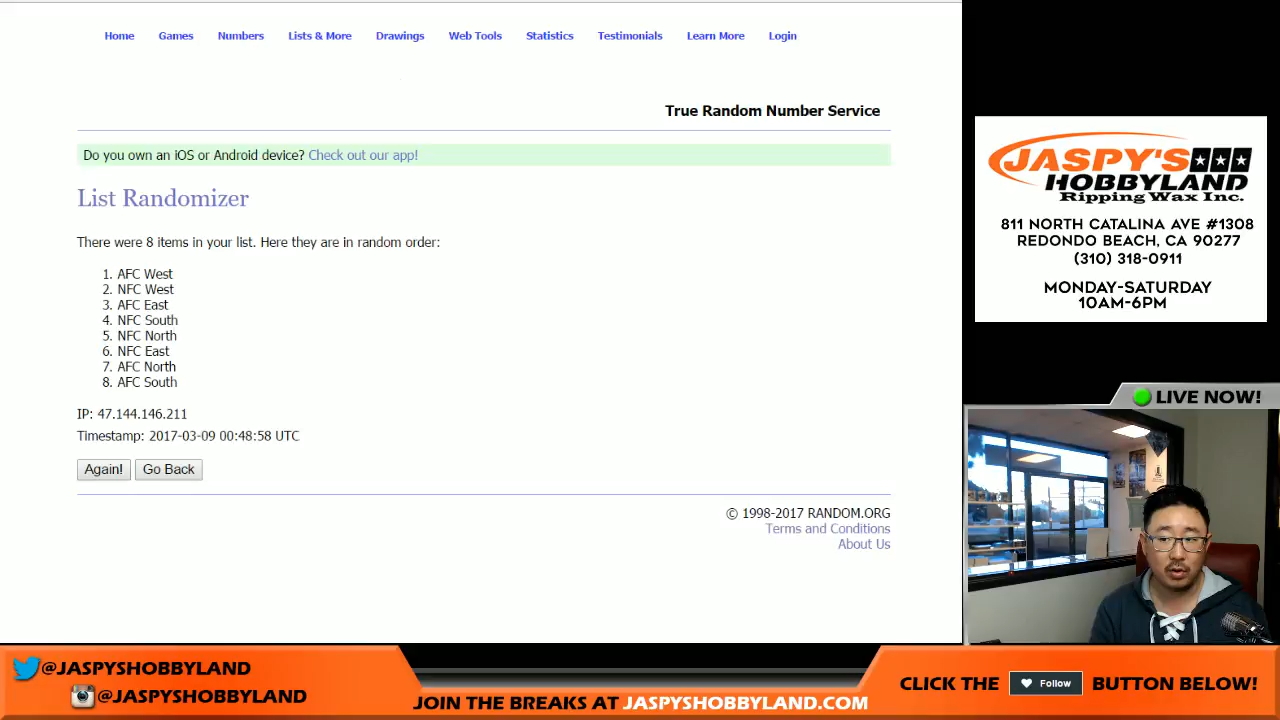 Home Games Numbers Lists & More Drawings Web Tools Statistics Testimonials Learn More Login
True Random Number Service
Do you own an iOS or Android device? Check out our app!
List Randomizer
There were 8 items in your list. Here they are in random order:
1. AFC West
2. NFC West
3. AFC East
4. NFC South
5. NFC North
6. NFC East
7. AFC North
8. AFC South
IP: 47.144.146.211
Timestamp: 2017-03-09 00:48:58 UTC
Again! Go Back
© 1998-2017 RANDOM.ORG
Terms and Conditions
About Us
JASPY'S
HOBBYLAND
Ripping Wax Inc.
811 NORTH CATALINA AVE #1308
REDONDO BEACH, CA 90277
(310) 318-0911
MONDAY-SATURDAY
10AM-6PM
LIVE NOW!
@JASPYSHOBBYLAND
@JASPYSHOBBYLAND
JOIN THE BREAKS AT JASPYSHOBBYLAND.COM
CLICK THE Follow BUTTON BELOW!